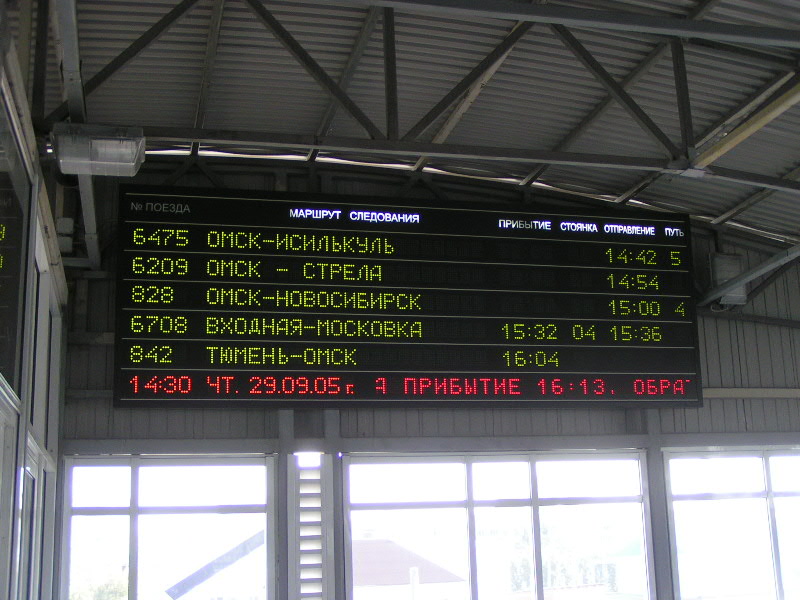 № ПОЕЗДА МАРШРУТ СЛЕДОВАНИЯ ПРИБЫТИЕ СТОЯНКА ОТПРАВЛЕНИЕ ПУТЬ
6475 ОМСК-ИСИЛЬКУЛЬ 14:42 5
6209 ОМСК - СТРЕЛА 14:54
828 ОМСК-НОВОСИБИРСК 15:00 4
6708 ВХОДНАЯ-МОСКОВКА 15:32 04 15:36
842 ТЮМЕНЬ-ОМСК 16:04
14:30 ЧТ. 29.09.05 г. А ПРИБЫТИЕ 16:13. ОБРА